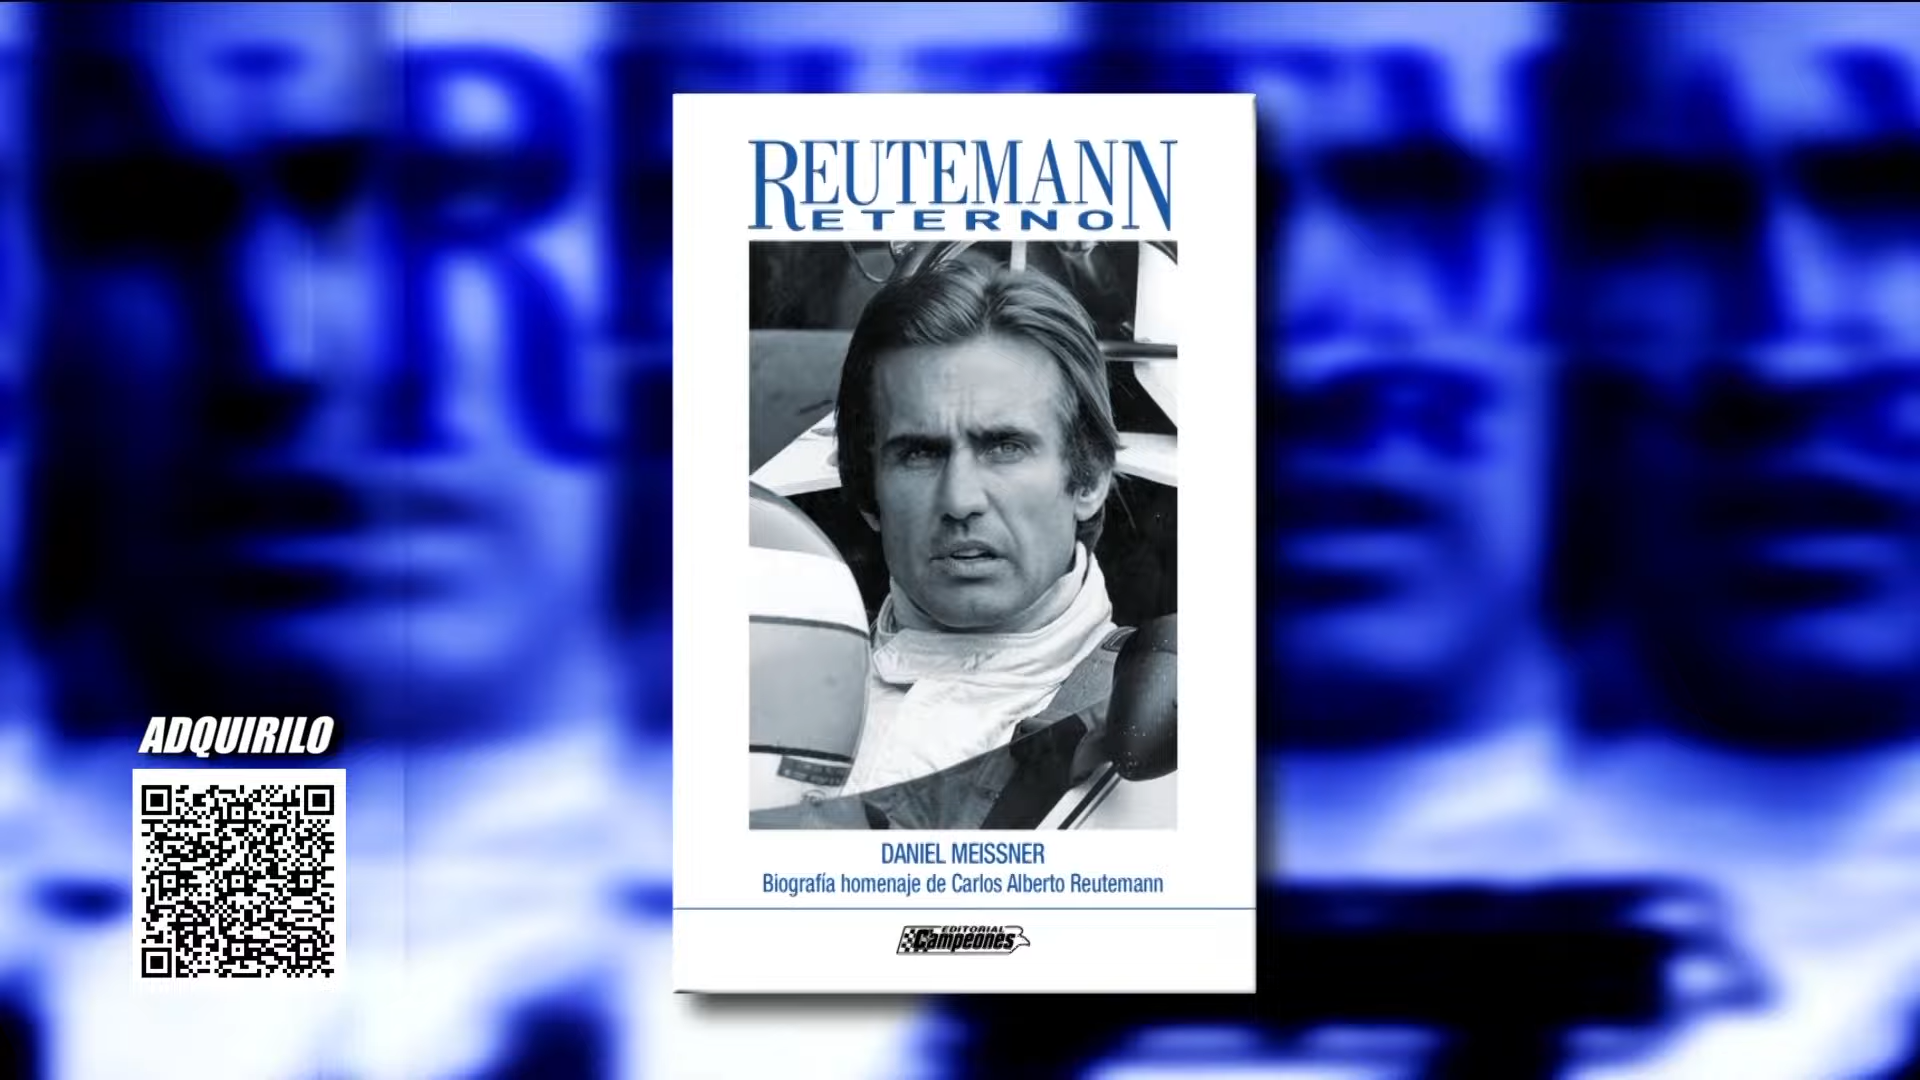 REUTEMANN
ETERNO
DANIEL MEISSNER
Biografía homenaje de Carlos Alberto Reutemann
EDITORIAL
Campeones
ADQUIRILO